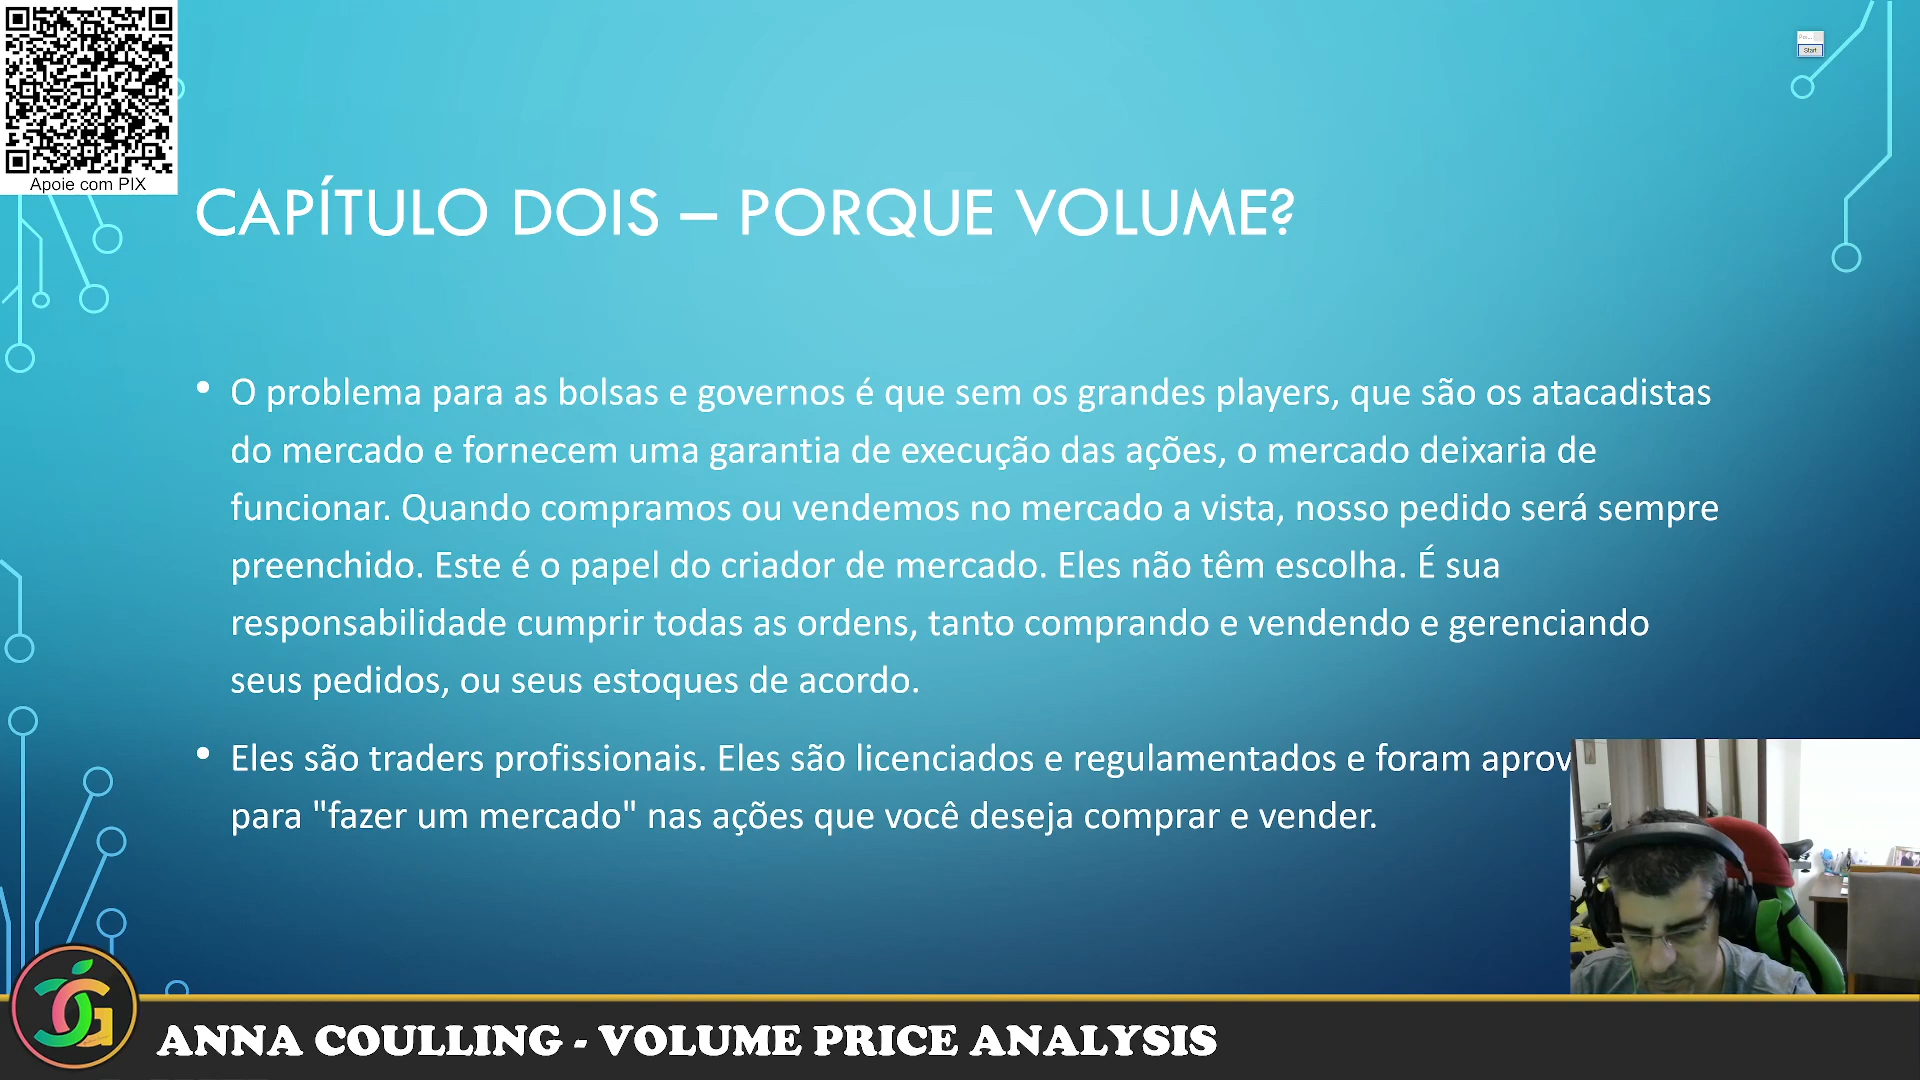 Apoie com PIX
Start
CAPÍTULO DOIS – PORQUE VOLUME?
• O problema para as bolsas e governos é que sem os grandes players, que são os atacadistas
do mercado e fornecem uma garantia de execução das ações, o mercado deixaria de
funcionar. Quando compramos ou vendemos no mercado a vista, nosso pedido será sempre
preenchido. Este é o papel do criador de mercado. Eles não têm escolha. É sua
responsabilidade cumprir todas as ordens, tanto comprando e vendendo e gerenciando
seus pedidos, ou seus estoques de acordo.
• Eles são traders profissionais. Eles são licenciados e regulamentados e foram aprov
para "fazer um mercado" nas ações que você deseja comprar e vender.
ANNA COULLING - VOLUME PRICE ANALYSIS